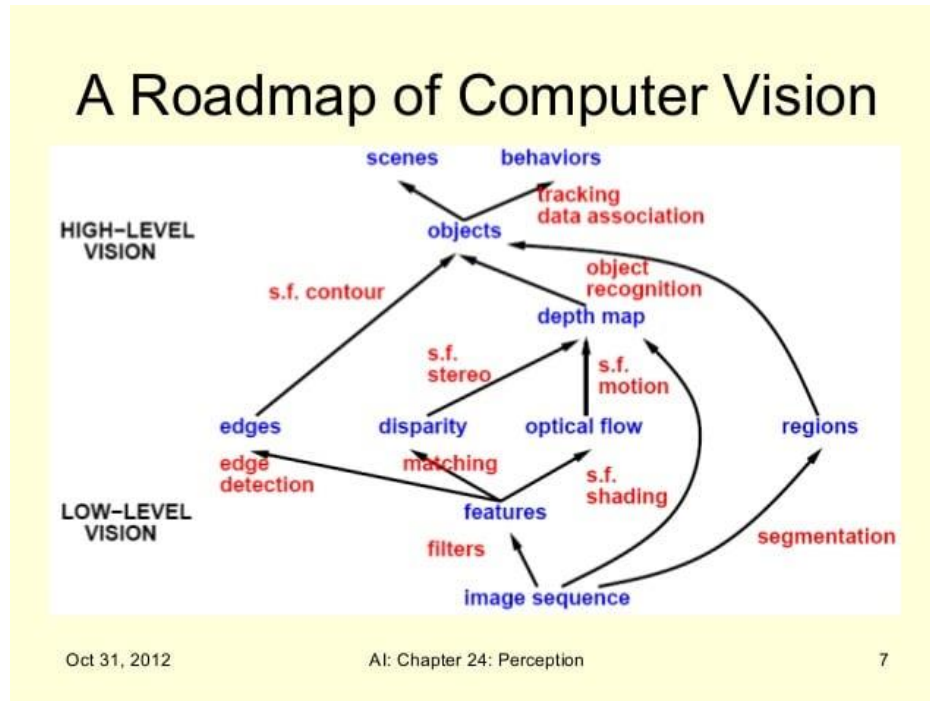 A Roadmap of Computer Vision
scenes
behaviors
tracking
data association
HIGH−LEVEL
VISION
objects
s.f. contour
object
recognition
depth map
s.f.
stereo
s.f.
motion
edges
disparity
optical flow
regions
edge
detection
matching
s.f.
shading
LOW−LEVEL
VISION
features
filters
segmentation
image sequence
Oct 31, 2012
AI: Chapter 24: Perception
7